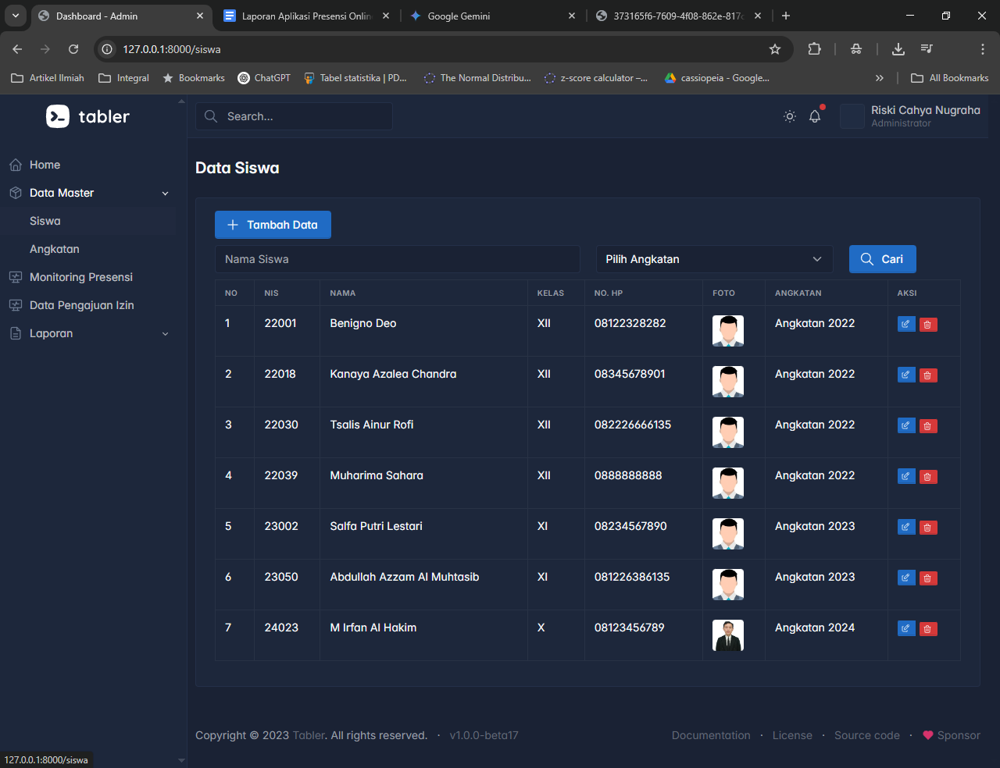 Dashboard - Admin
Laporan Aplikasi Presensi Onlin
Google Gemini
373165f6-7609-4f08-862e-817c
127.0.0.1:8000/siswa
Artikel Ilmiah
Integral
Bookmarks
ChatGPT
Tabel statistika | PD...
The Normal Distribu...
z-score calculator –...
cassiopeia - Google...
All Bookmarks
tabler
Search...
Riski Cahya Nugraha
Administrator
Home
Data Master
Siswa
Angkatan
Monitoring Presensi
Data Pengajuan Izin
Laporan
Data Siswa
Tambah Data
Nama Siswa
Pilih Angkatan
Cari
NO NIS NAMA KELAS NO. HP FOTO ANGKATAN AKSI
1 22001 Benigno Deo XII 08122328282 Angkatan 2022
2 22018 Kanaya Azalea Chandra XII 08345678901 Angkatan 2022
3 22030 Tsalis Ainur Rofi XII 082226666135 Angkatan 2022
4 22039 Muharima Sahara XII 0888888888 Angkatan 2022
5 23002 Salfa Putri Lestari XI 08234567890 Angkatan 2023
6 23050 Abdullah Azzam Al Muhtasib XI 081226386135 Angkatan 2023
7 24023 M Irfan Al Hakim X 08123456789 Angkatan 2024
Copyright © 2023 Tabler. All rights reserved. · v1.0.0-beta17
Documentation · License · Source code · Sponsor
127.0.0.1:8000/siswa